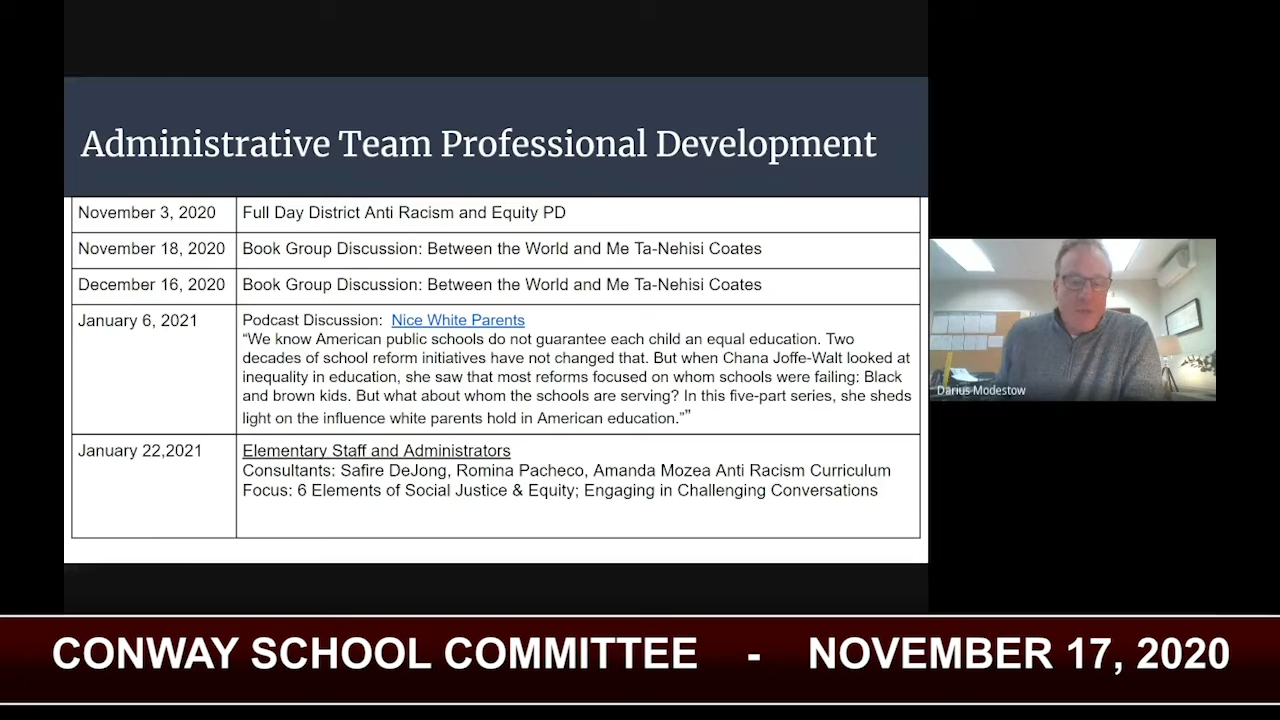 Administrative Team Professional Development
November 3, 2020 Full Day District Anti Racism and Equity PD
November 18, 2020 Book Group Discussion: Between the World and Me Ta-Nehisi Coates
December 16, 2020 Book Group Discussion: Between the World and Me Ta-Nehisi Coates
January 6, 2021 Podcast Discussion: Nice White Parents
“We know American public schools do not guarantee each child an equal education. Two
decades of school reform initiatives have not changed that. But when Chana Joffe-Walt looked at
inequality in education, she saw that most reforms focused on whom schools were failing: Black
and brown kids. But what about whom the schools are serving? In this five-part series, she sheds
light on the influence white parents hold in American education.”"
January 22,2021 Elementary Staff and Administrators
Consultants: Safire DeJong, Romina Pacheco, Amanda Mozea Anti Racism Curriculum
Focus: 6 Elements of Social Justice & Equity; Engaging in Challenging Conversations
Darius Modestow
CONWAY SCHOOL COMMITTEE - NOVEMBER 17, 2020